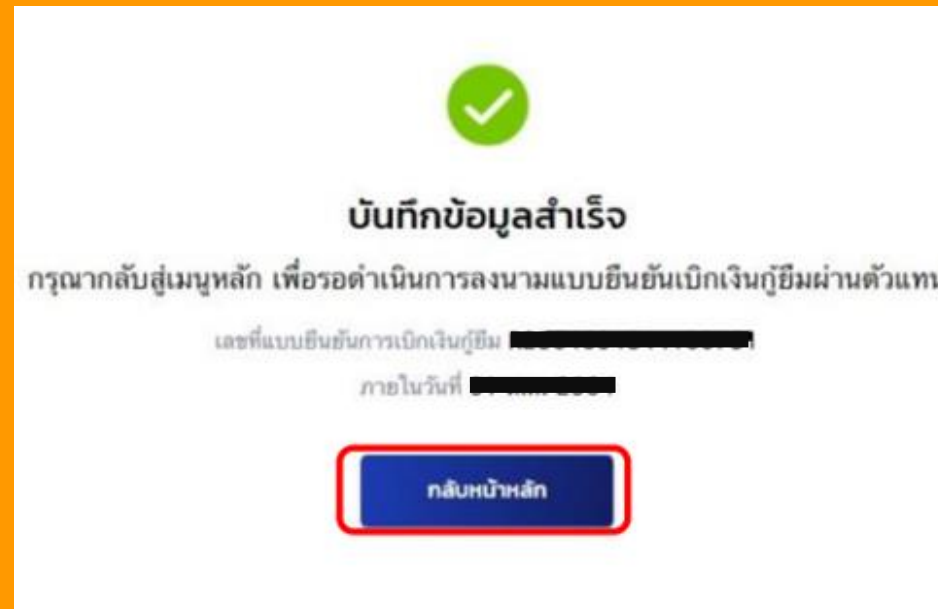 บันทึกข้อมูลสำเร็จ
กรุณากลับสู่เมนูหลัก เพื่อรอดำเนินการลงนามแบบยืนยันเบิกเงินกู้ยืมผ่านตัวแทน
เลขที่แบบยืนยันการเบิกเงินกู้ยืม
ภายในวันที่
กลับหน้าหลัก